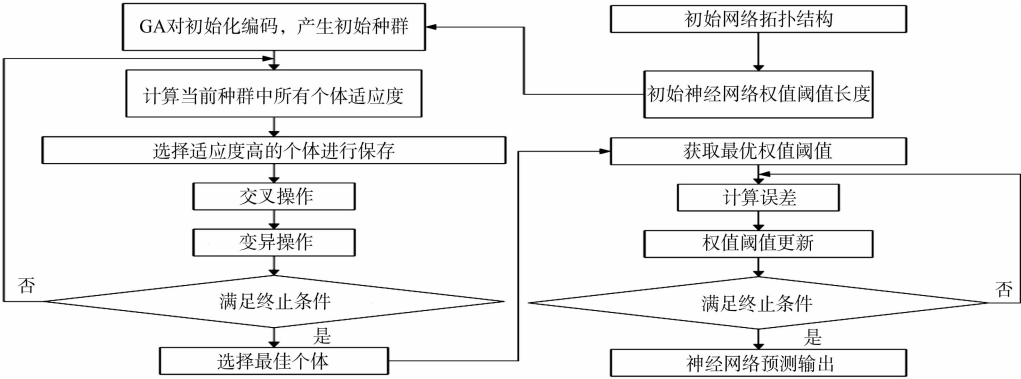 GA对初始化编码，产生初始种群
计算当前种群中所有个体适应度
选择适应度高的个体进行保存
交叉操作
变异操作
否
满足终止条件
是
选择最佳个体
初始网络拓扑结构
初始神经网络权值阈值长度
获取最优权值阈值
计算误差
权值阈值更新
否
满足终止条件
是
神经网络预测输出